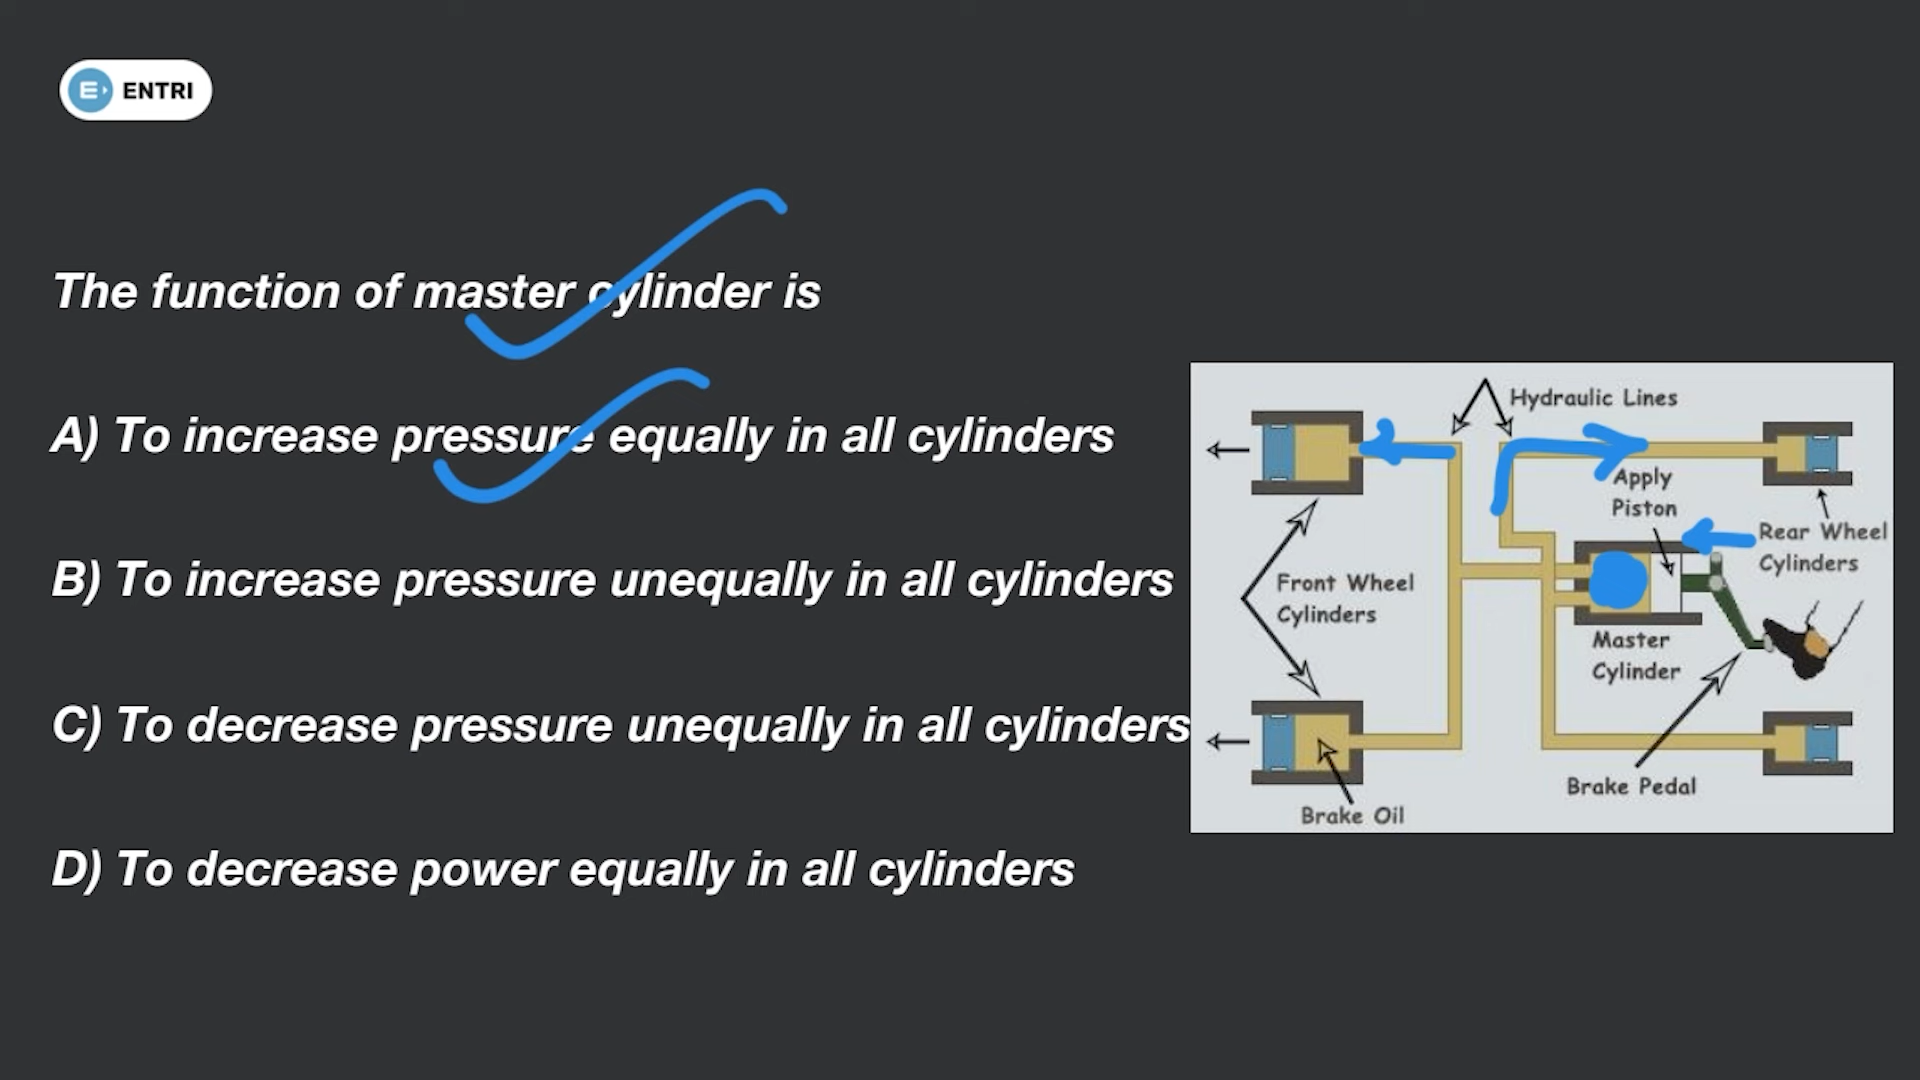 ENTRI
The function of master cylinder is
A) To increase pressure equally in all cylinders
B) To increase pressure unequally in all cylinders
C) To decrease pressure unequally in all cylinders
D) To decrease power equally in all cylinders
Hydraulic Lines
Apply
Piston
Rear Wheel
Cylinders
Front Wheel
Cylinders
Master
Cylinder
Brake Pedal
Brake Oil